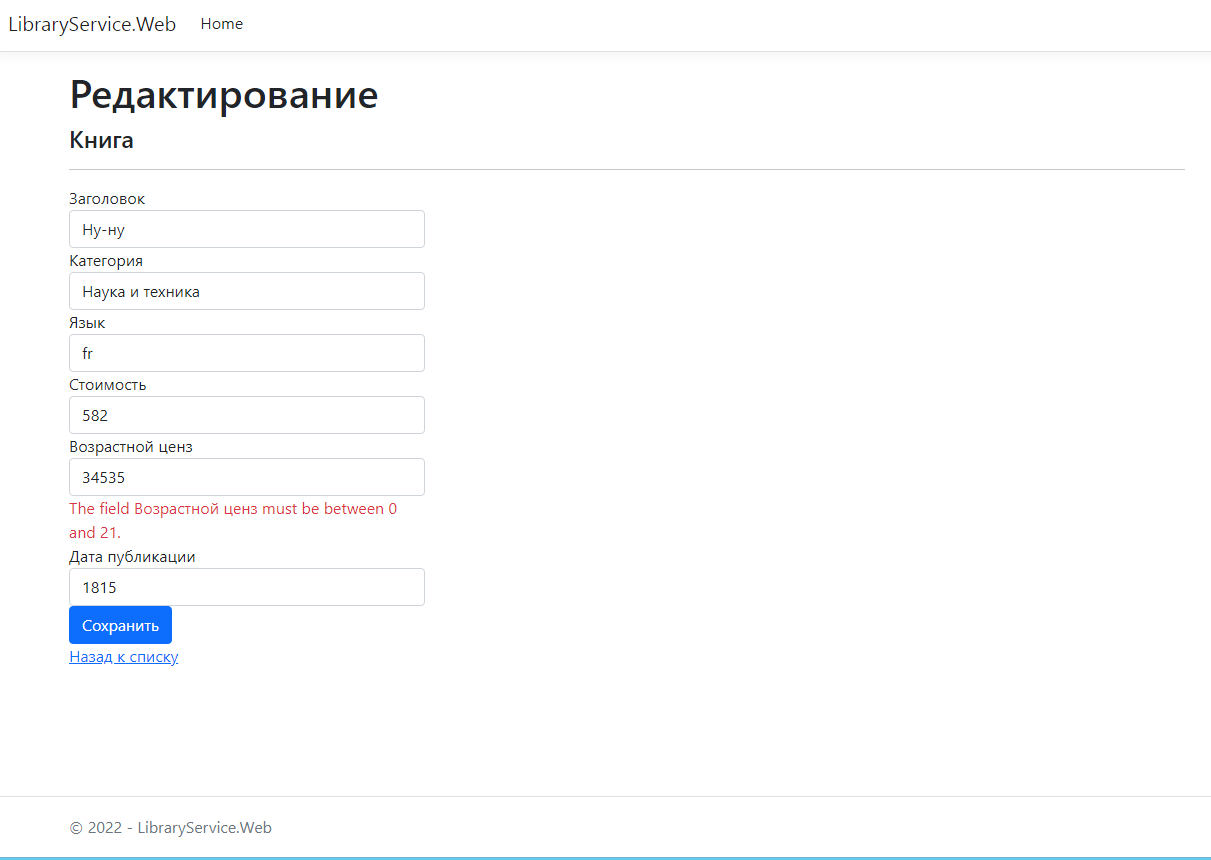 LibraryService.Web Home
Редактирование
Книга
Заголовок
Ну-ну
Категория
Наука и техника
Язык
fr
Стоимость
582
Возрастной ценз
34535
The field Возрастной ценз must be between 0
and 21.
Дата публикации
1815
Сохранить
Назад к списку
© 2022 - LibraryService.Web